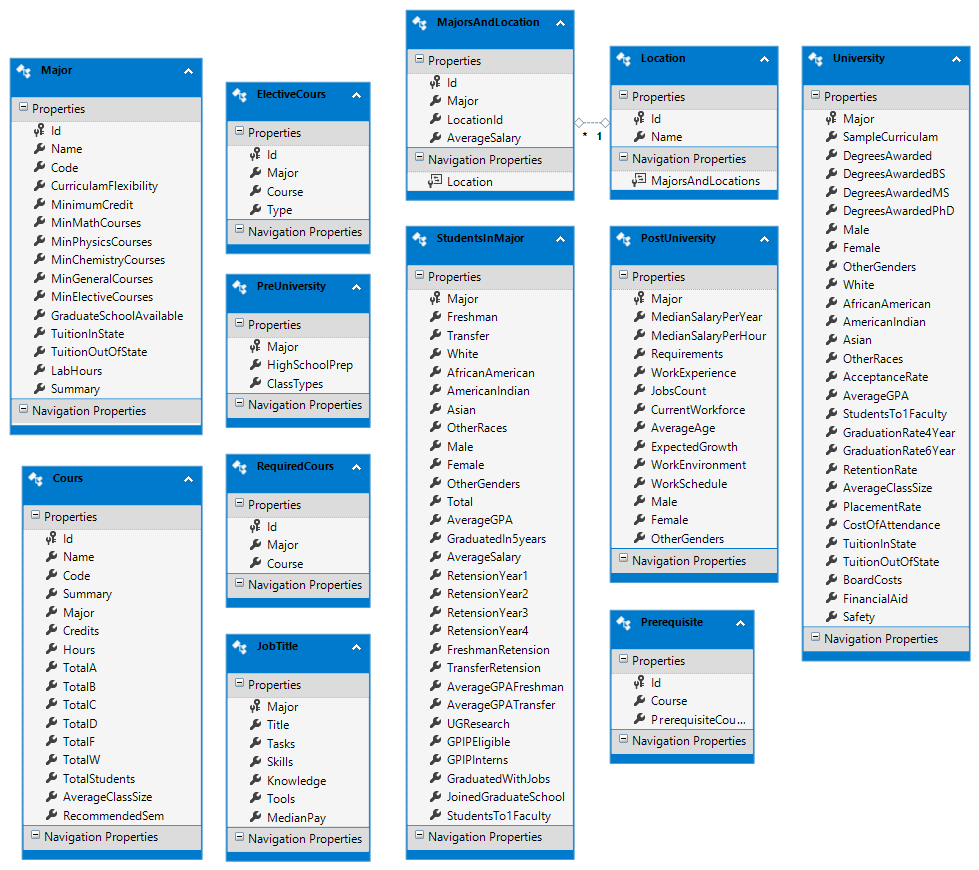 Major
Properties
Id
Name
Code
CurriculamFlexibility
MinimumCredit
MinMathCourses
MinPhysicsCourses
MinChemistryCourses
MinGeneralCourses
MinElectiveCourses
GraduateSchoolAvailable
TuitionInState
TuitionOutOfState
LabHours
Summary
Navigation Properties
Cours
Properties
Id
Name
Code
Summary
Major
Credits
Hours
TotalA
TotalB
TotalC
TotalD
TotalF
TotalW
TotalStudents
AverageClassSize
RecommendedSem
Navigation Properties
ElectiveCours
Properties
Id
Major
Course
Type
Navigation Properties
PreUniversity
Properties
Major
HighSchoolPrep
ClassTypes
Navigation Properties
RequiredCours
Properties
Id
Major
Course
Navigation Properties
JobTitle
Properties
Major
Title
Tasks
Skills
Knowledge
Tools
MedianPay
Navigation Properties
MajorsAndLocation
Properties
Id
Major
LocationId
AverageSalary
Navigation Properties
Location
* 1
StudentsInMajor
Properties
Major
Freshman
Transfer
White
AfricanAmerican
AmericanIndian
Asian
OtherRaces
Male
Female
OtherGenders
Total
AverageGPA
GraduatedIn5years
AverageSalary
RetensionYear1
RetensionYear2
RetensionYear3
RetensionYear4
FreshmanRetension
TransferRetension
AverageGPAFreshman
AverageGPATransfer
UGResearch
GPIPEligible
GPIPInterns
GraduatedWithJobs
JoinedGraduateSchool
StudentsTo1Faculty
Navigation Properties
Location
Properties
Id
Name
Navigation Properties
MajorsAndLocations
PostUniversity
Properties
Major
MedianSalaryPerYear
MedianSalaryPerHour
Requirements
WorkExperience
JobsCount
CurrentWorkforce
AverageAge
ExpectedGrowth
WorkEnvironment
WorkSchedule
Male
Female
OtherGenders
Navigation Properties
Prerequisite
Properties
Id
Course
PrerequisiteCou...
Navigation Properties
University
Properties
Major
SampleCurriculam
DegreesAwarded
DegreesAwardedBS
DegreesAwardedMS
DegreesAwardedPhD
Male
Female
OtherGenders
White
AfricanAmerican
AmericanIndian
Asian
OtherRaces
AcceptanceRate
AverageGPA
StudentsTo1Faculty
GraduationRate4Year
GraduationRate6Year
RetentionRate
AverageClassSize
PlacementRate
CostOfAttendance
TuitionInState
TuitionOutOfState
BoardCosts
FinancialAid
Safety
Navigation Properties